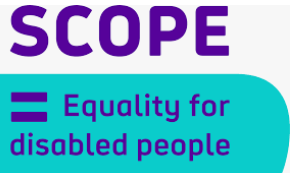 SCOPE
= Equality for
disabled people